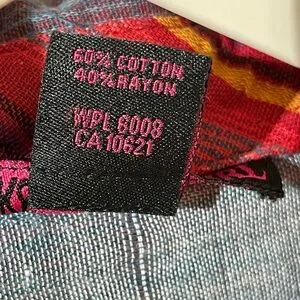 60% COTTON
40% RAYON
WPL 6008
CA 10621